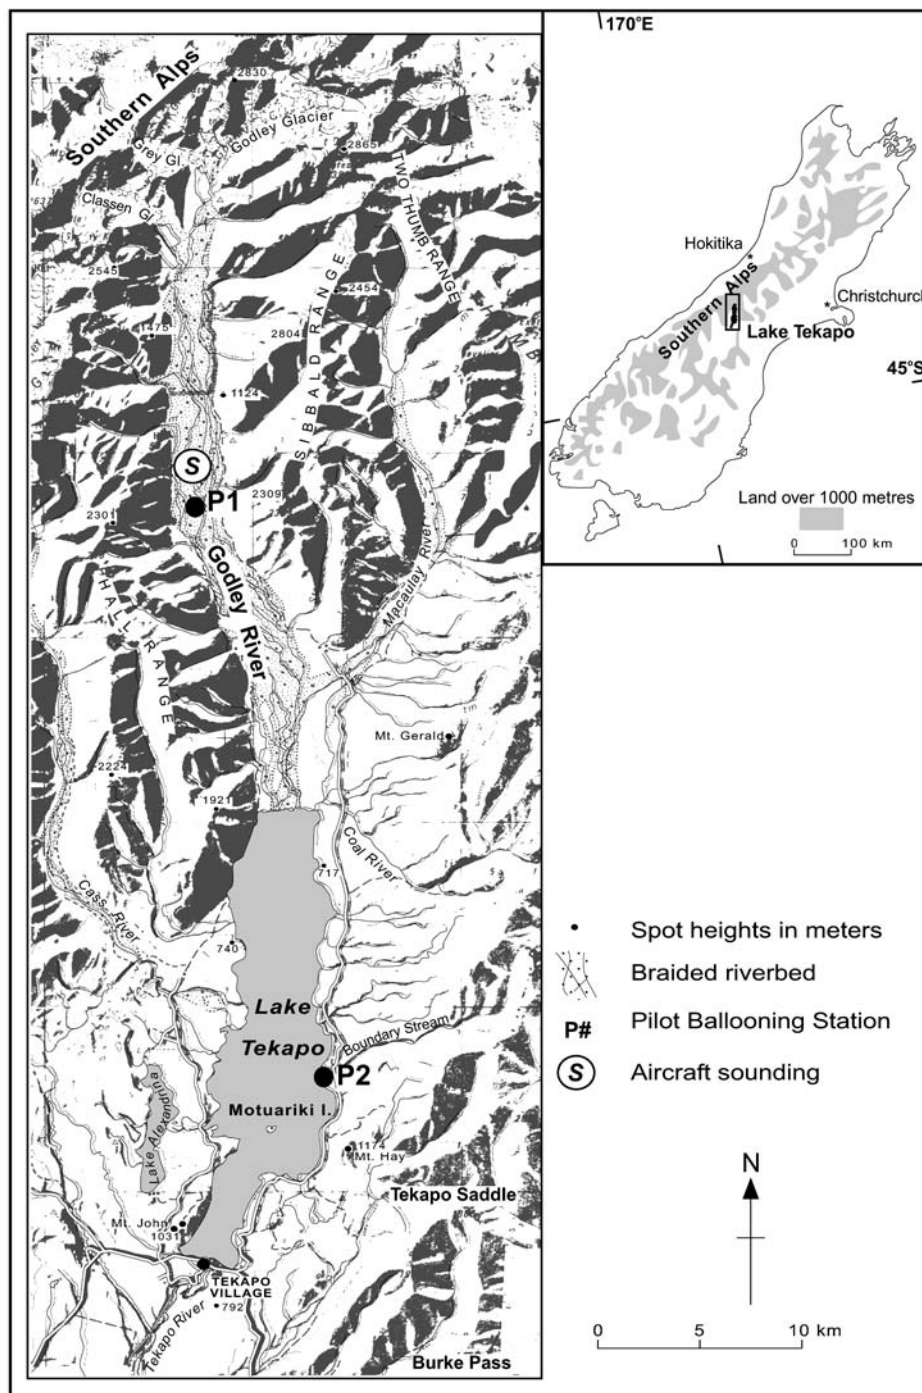 Southern Alps
2830
Godley Glacier
Grey Gl
2865
Classen Gl
TWO THUMB RANGE
2545
2454
1475
2804
SIBBALD RANGE
1124
S
P1
2309
2301
Macaulay River
Godley River
HALL RANGE
Mt. Gerald
2224
1921
717
Coal River
Cass River
740
Lake
Tekapo
Boundary Stream
P2
Lake Alexandrina
Motuariki I.
1174
Mt. Hay
Tekapo Saddle
Mt. John
1031
TEKAPO
VILLAGE
792
Tekapo River
Burke Pass
170°E
Hokitika
Southern Alps
Christchurch
Lake Tekapo
45°S
Land over 1000 metres
0 100 km
Spot heights in meters
Braided riverbed
P# Pilot Ballooning Station
S Aircraft sounding
N
0 5 10 km